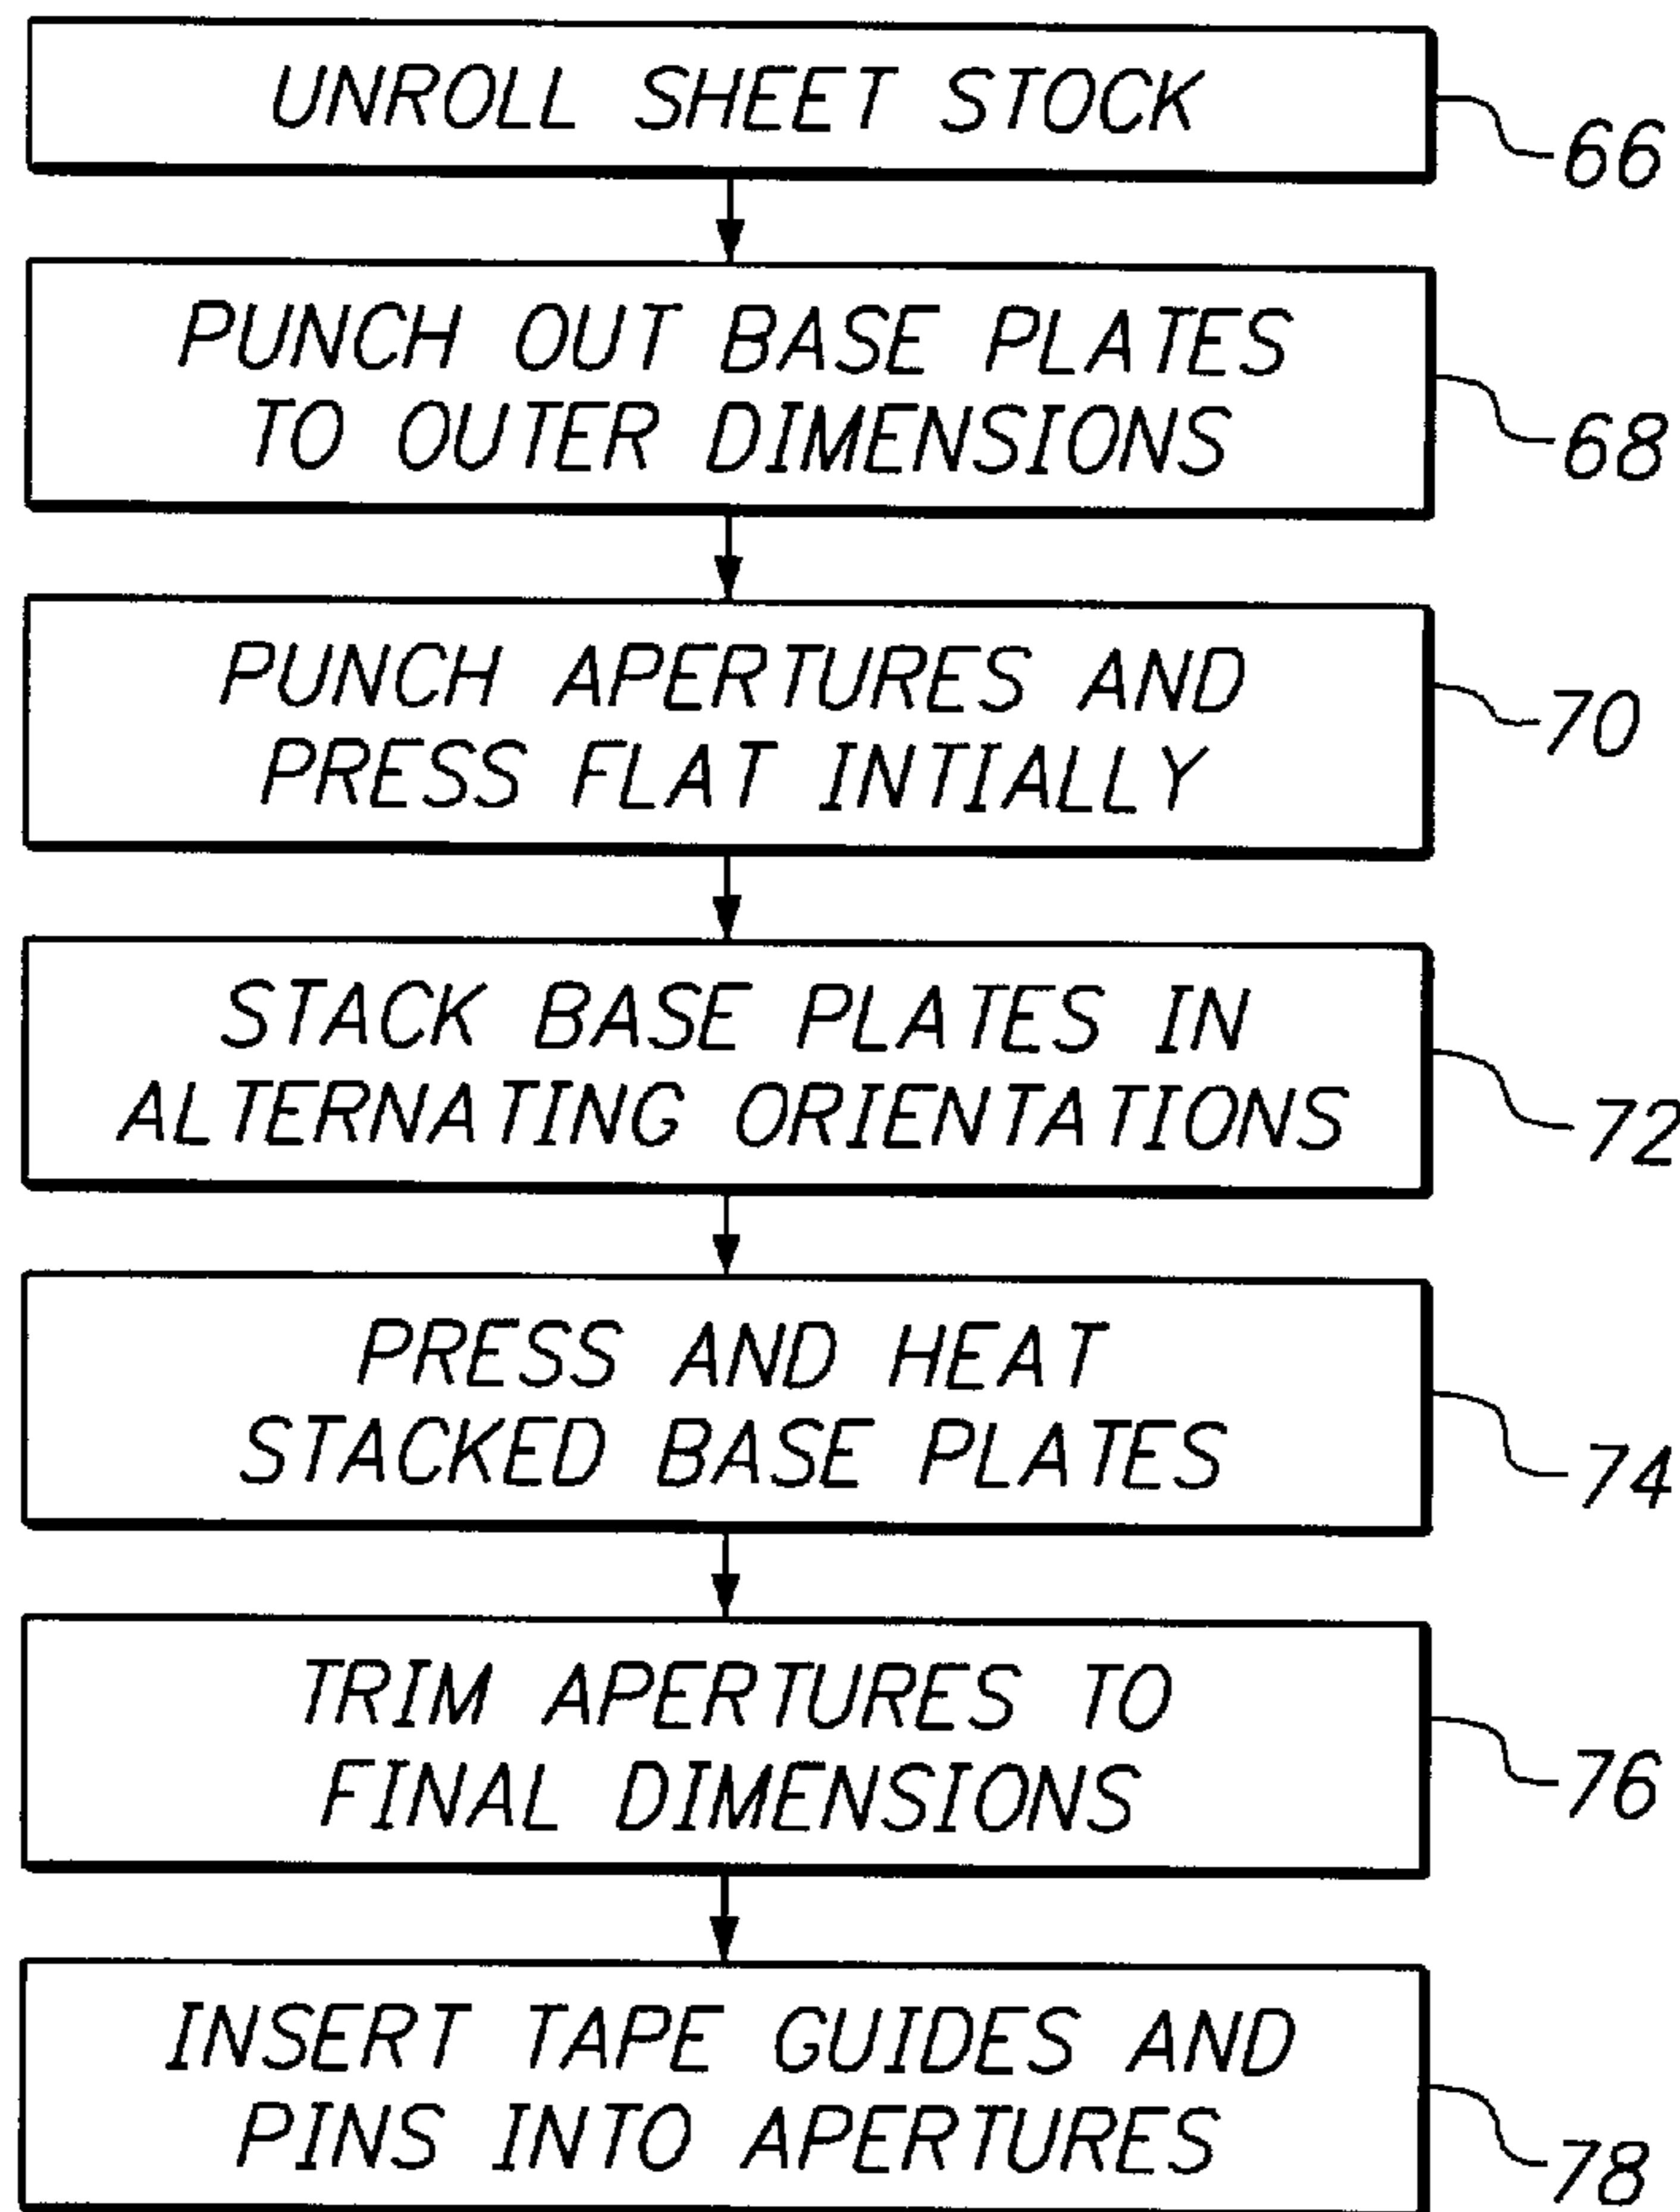 UNROLL SHEET STOCK
66
PUNCH OUT BASE PLATES
TO OUTER DIMENSIONS
68
PUNCH APERTURES AND
PRESS FLAT INTIALLY
70
STACK BASE PLATES IN
ALTERNATING ORIENTATIONS
72
PRESS AND HEAT
STACKED BASE PLATES
74
TRIM APERTURES TO
FINAL DIMENSIONS
76
INSERT TAPE GUIDES AND
PINS INTO APERTURES
78